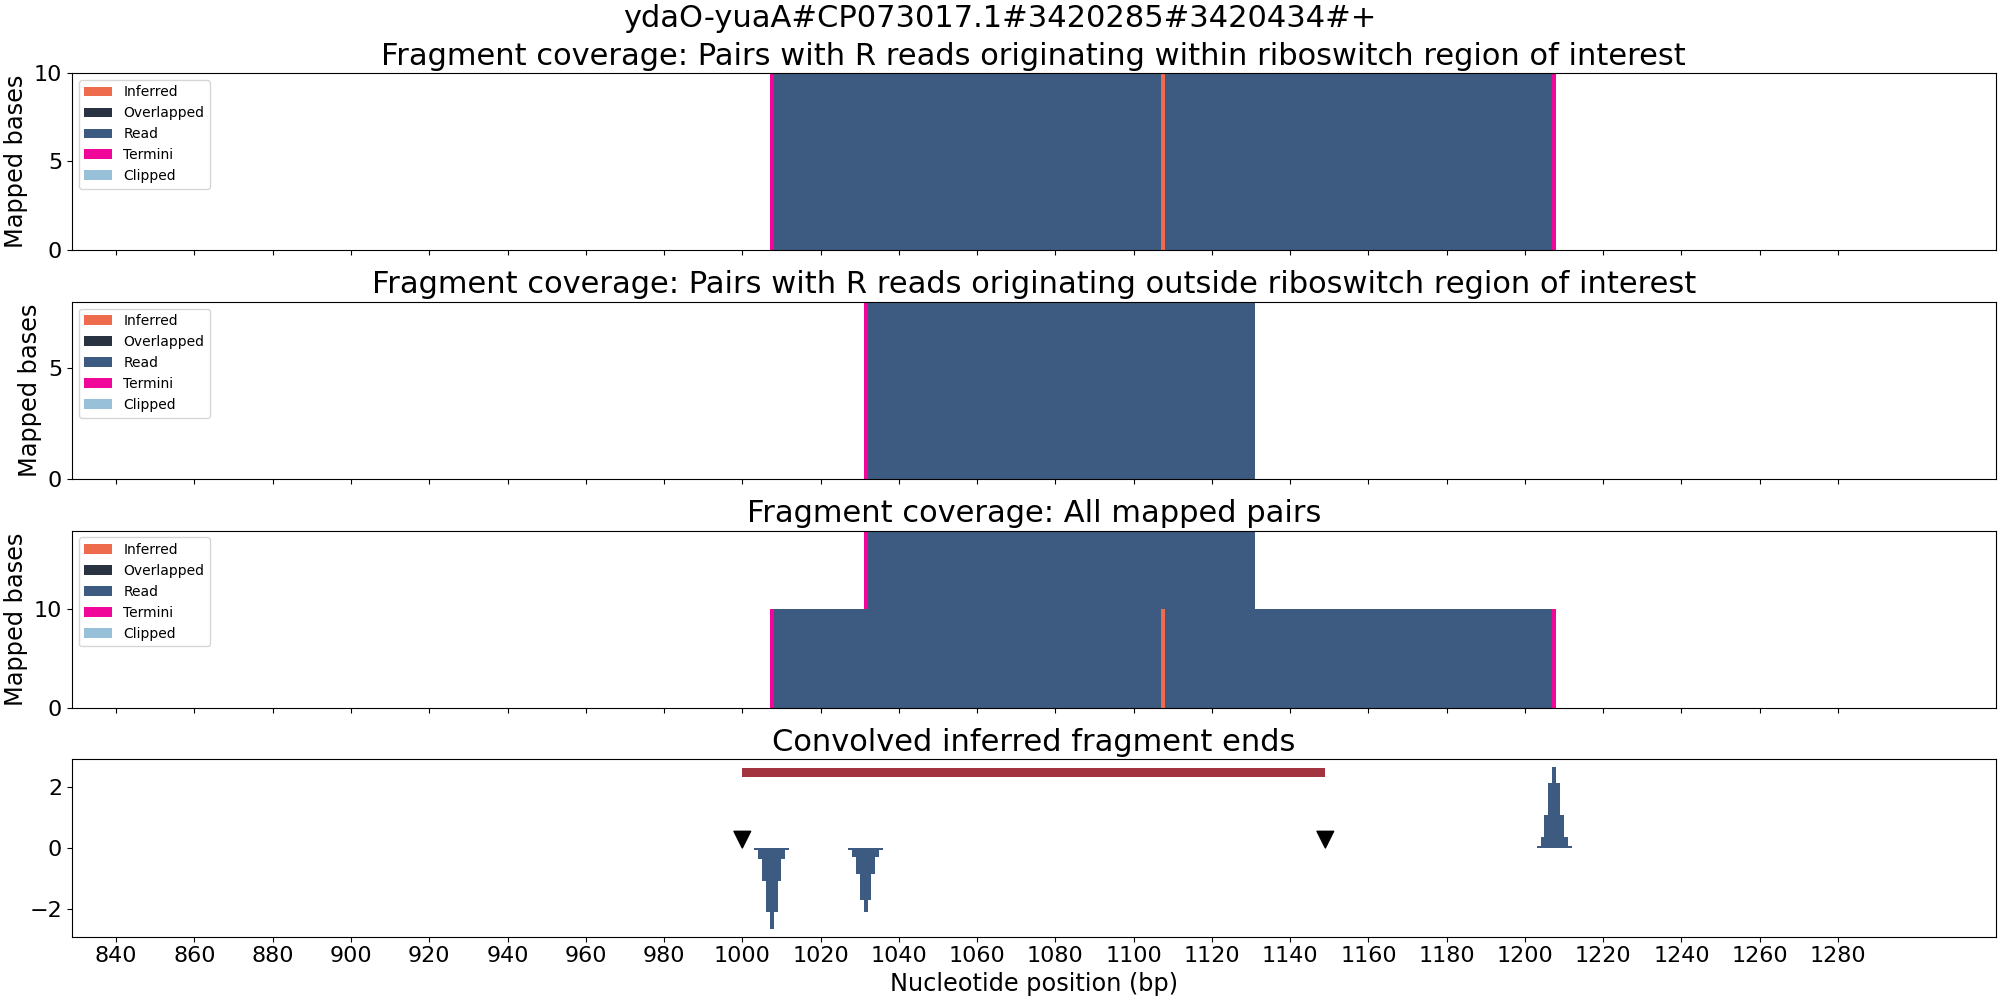 ydaO-yuaA#CP073017.1#3420285#3420434#+
Fragment coverage: Pairs with R reads originating within riboswitch region of interest
Mapped bases
10
5
0
Inferred
Overlapped
Read
Termini
Clipped
Fragment coverage: Pairs with R reads originating outside riboswitch region of interest
Mapped bases
5
0
Inferred
Overlapped
Read
Termini
Clipped
Fragment coverage: All mapped pairs
Mapped bases
10
0
Inferred
Overlapped
Read
Termini
Clipped
Convolved inferred fragment ends
2
0
−2
840 860 880 900 920 940 960 980 1000 1020 1040 1060 1080 1100 1120 1140 1160 1180 1200 1220 1240 1260 1280
Nucleotide position (bp)